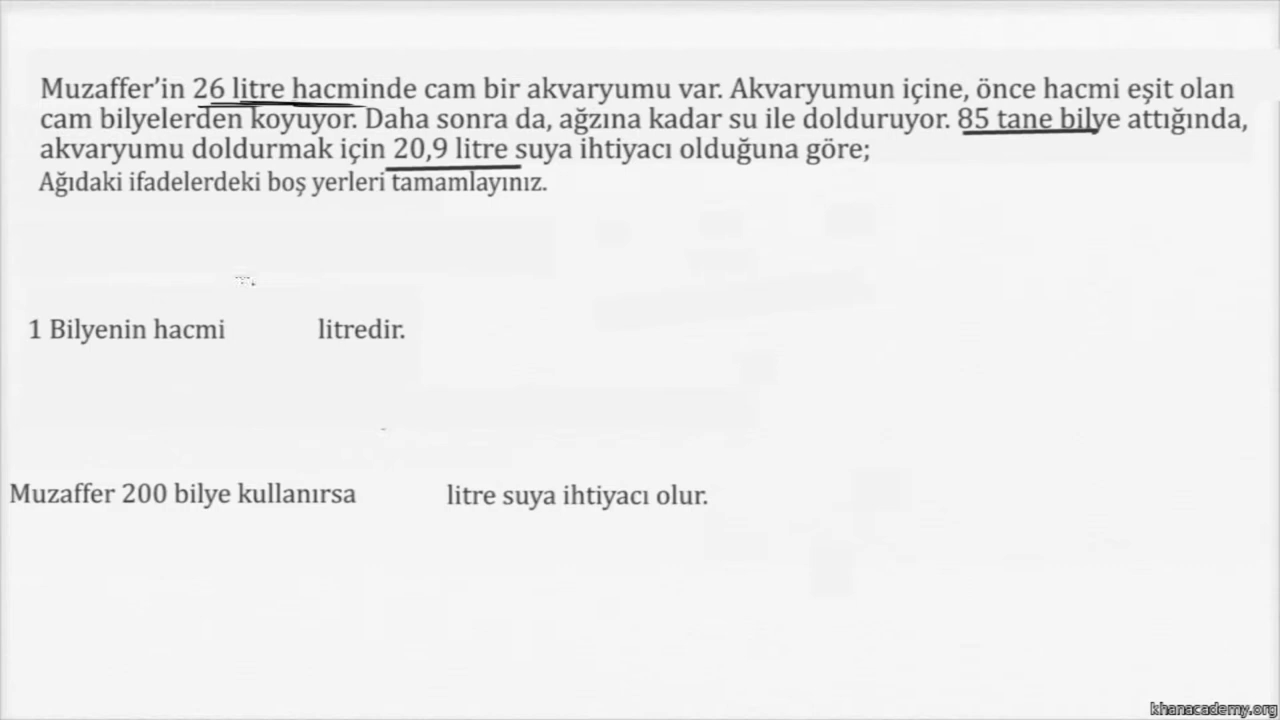 Muzaffer’in 26 litre hacminde cam bir akvaryumu var. Akvaryumun içine, önce hacmi eşit olan
cam bilyelerden koyuyor. Daha sonra da, ağzına kadar su ile dolduruyor. 85 tane bilye attığında,
akvaryumu doldurmak için 20,9 litre suya ihtiyacı olduğuna göre;
Ağıdaki ifadelerdeki boş yerleri tamamlayınız.
1 Bilyenin hacmi litredir.
Muzaffer 200 bilye kullanırsa litre suya ihtiyacı olur.
khanacademy.org